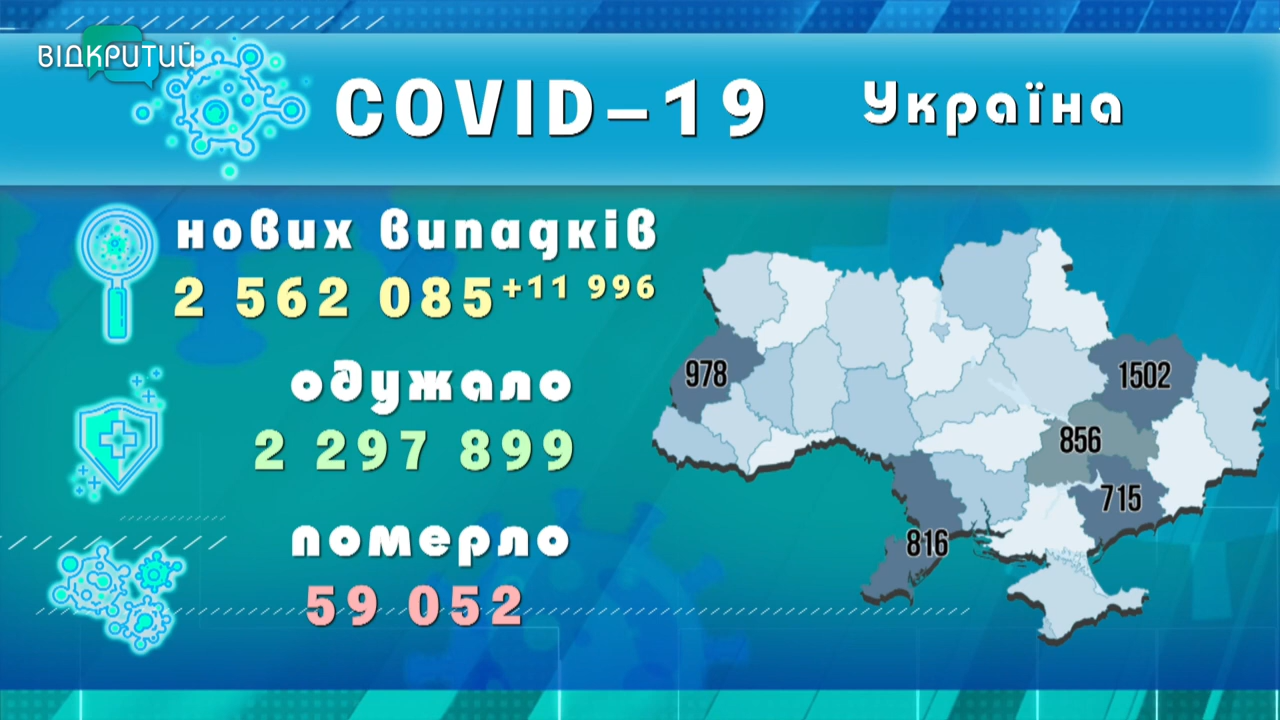 ВІДКРИТИЙ
COVID–19 Україна
нових випадків
2 562 085 +11 996
одужало
2 297 899
померло
59 052
978
1502
856
715
816